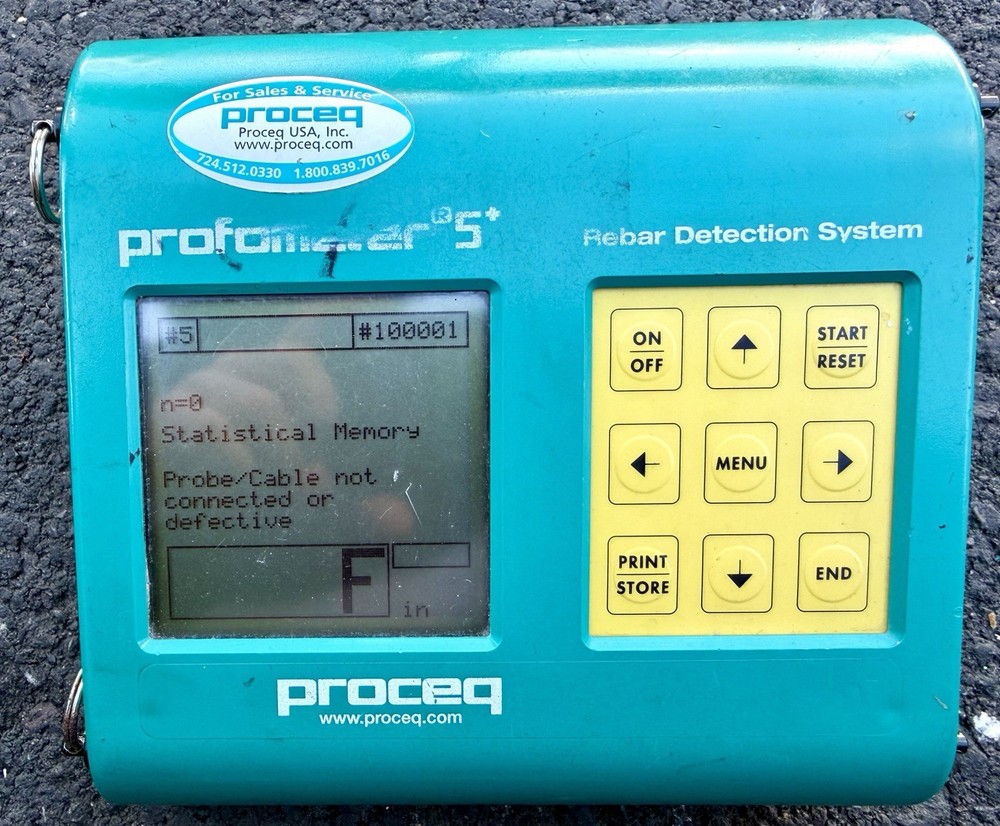 For Sales & Service
proceq
Proceq USA, Inc.
www.proceq.com
724.512.0330 1.800.839.7016
profometer®5+
Rebar Detection System
#5 #100001
n=0
Statistical Memory
Probe/Cable not
connected or
defective
F
in
ON
OFF
START
RESET
MENU
PRINT
STORE
END
proceq
www.proceq.com